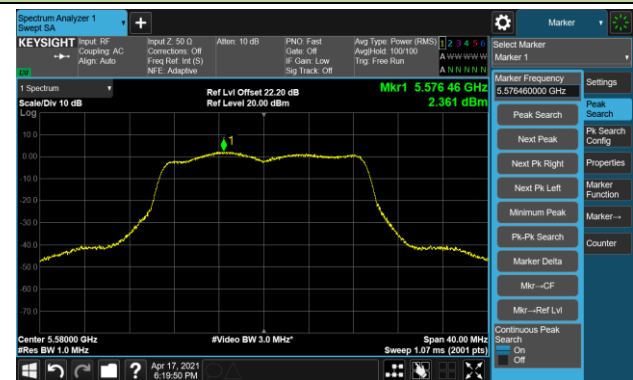 Spectrum Analyzer 1
Swept SA
Marker
KEYSIGHT
Input: RF
Coupling: AC
Align: Auto
Input Z: 50 Ω
Corrections: Off
Freq Ref: Int (S)
NFE: Adaptive
Atten: 10 dB
PNO: Fast
Gate: Off
IF Gain: Low
Sig Track: Off
Avg Type: Power (RMS)
Avg|Hold: 100/100
Trig: Free Run
1 2 3 4 5 6
A W W W W W
A N N N N N
Select Marker
Marker 1
1 Spectrum
Scale/Div 10 dB
Log
Ref Lvl Offset 22.20 dB
Ref Level 20.00 dBm
Mkr1 5.576 46 GHz
2.361 dBm
10.0
0.00
-10.0
-20.0
-30.0
-40.0
-50.0
-60.0
-70.0
1
Center 5.58000 GHz
#Res BW 1.0 MHz
#Video BW 3.0 MHz*
Span 40.00 MHz
Sweep 1.07 ms (2001 pts)
Marker Frequency
5.576460000 GHz
Peak Search
Next Peak
Next Pk Right
Next Pk Left
Minimum Peak
Pk-Pk Search
Marker Delta
Mkr→CF
Mkr→Ref Lvl
Continuous Peak
Search
On
Off
Settings
Peak
Search
Pk Search
Config
Properties
Marker
Function
Marker→
Counter
Apr 17, 2021
6:19:50 PM